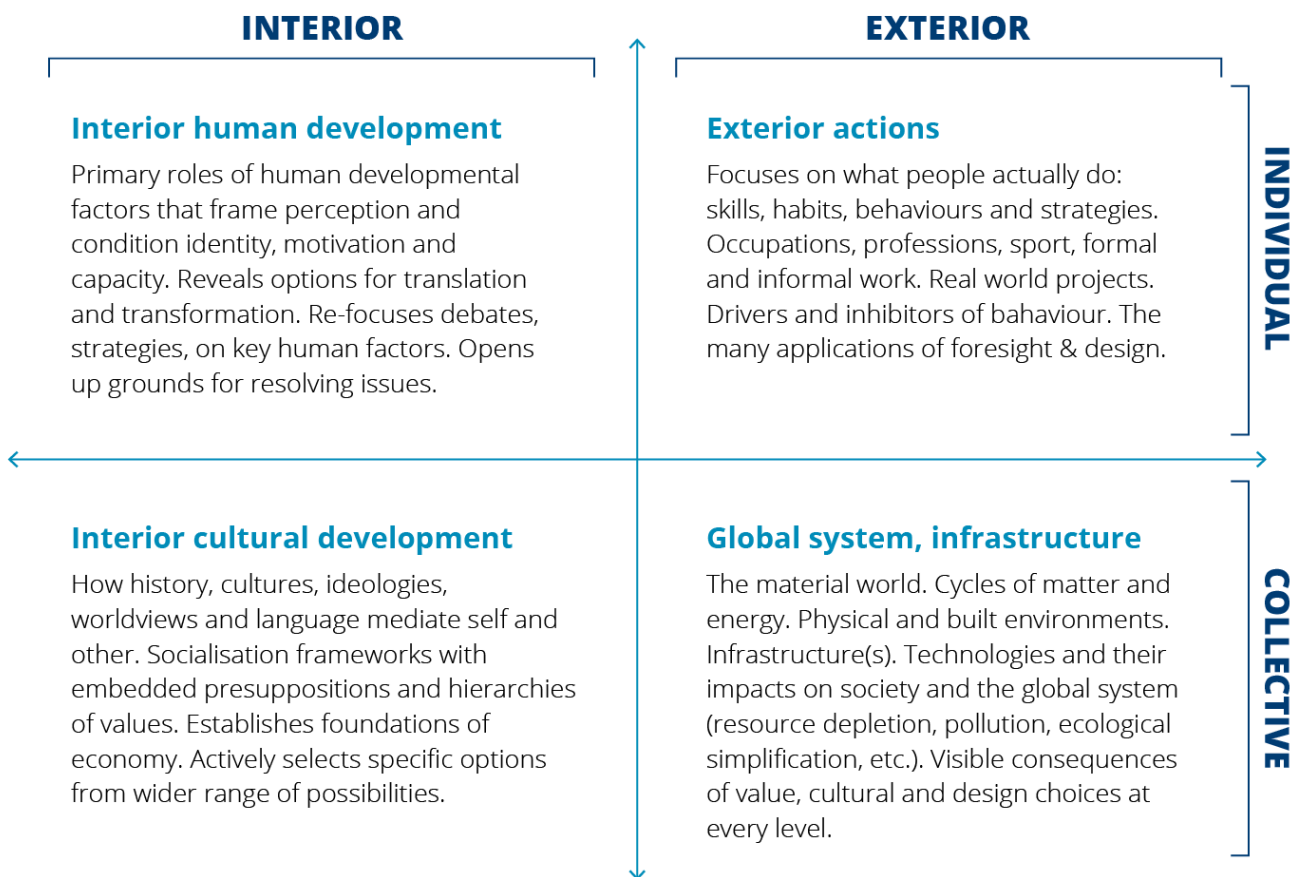 INTERIOR
EXTERIOR
Interior human development
Primary roles of human developmental
factors that frame perception and
condition identity, motivation and
capacity. Reveals options for translation
and transformation. Re-focuses debates,
strategies, on key human factors. Opens
up grounds for resolving issues.
Exterior actions
Focuses on what people actually do:
skills, habits, behaviours and strategies.
Occupations, professions, sport, formal
and informal work. Real world projects.
Drivers and inhibitors of bahaviour. The
many applications of foresight & design.
INDIVIDUAL
Interior cultural development
How history, cultures, ideologies,
worldviews and language mediate self and
other. Socialisation frameworks with
embedded presuppositions and hierarchies
of values. Establishes foundations of
economy. Actively selects specific options
from wider range of possibilities.
Global system, infrastructure
The material world. Cycles of matter and
energy. Physical and built environments.
Infrastructure(s). Technologies and their
impacts on society and the global system
(resource depletion, pollution, ecological
simplification, etc.). Visible consequences
of value, cultural and design choices at
every level.
COLLECTIVE